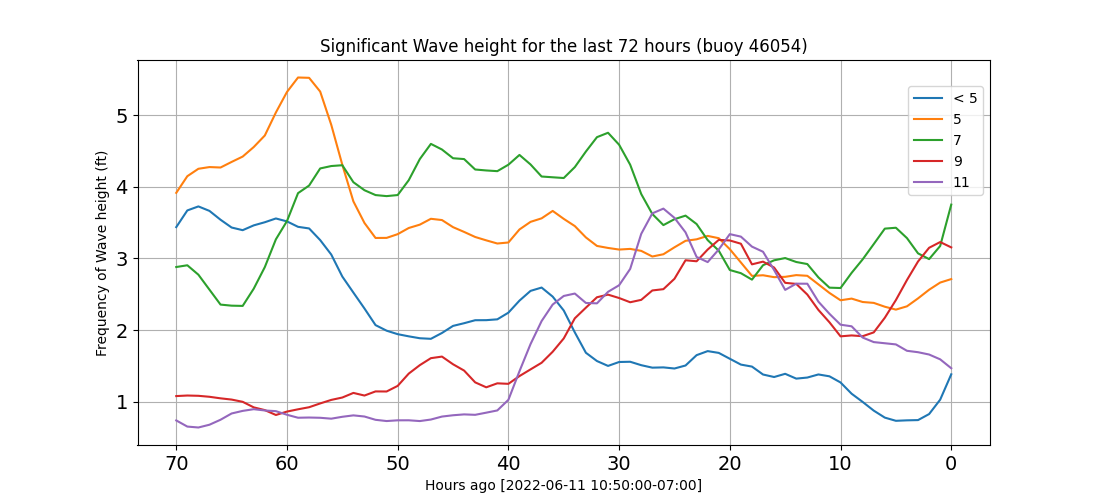 Significant Wave height for the last 72 hours (buoy 46054)
Frequency of Wave height (ft)
5
4
3
2
1
< 5
5
7
9
11
70 60 50 40 30 20 10 0
Hours ago [2022-06-11 10:50:00-07:00]